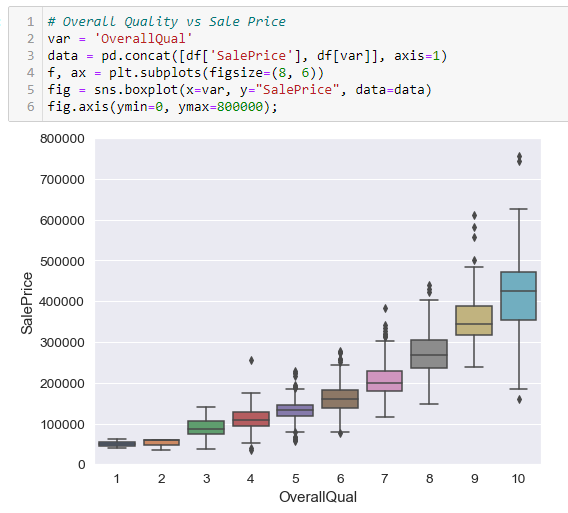 1 # Overall Quality vs Sale Price
2 var = 'OverallQual'
3 data = pd.concat([df['SalePrice'], df[var]], axis=1)
4 f, ax = plt.subplots(figsize=(8, 6))
5 fig = sns.boxplot(x=var, y="SalePrice", data=data)
6 fig.axis(ymin=0, ymax=800000);
800000
700000
600000
500000
400000
300000
200000
100000
0
SalePrice
1 2 3 4 5 6 7 8 9 10
OverallQual